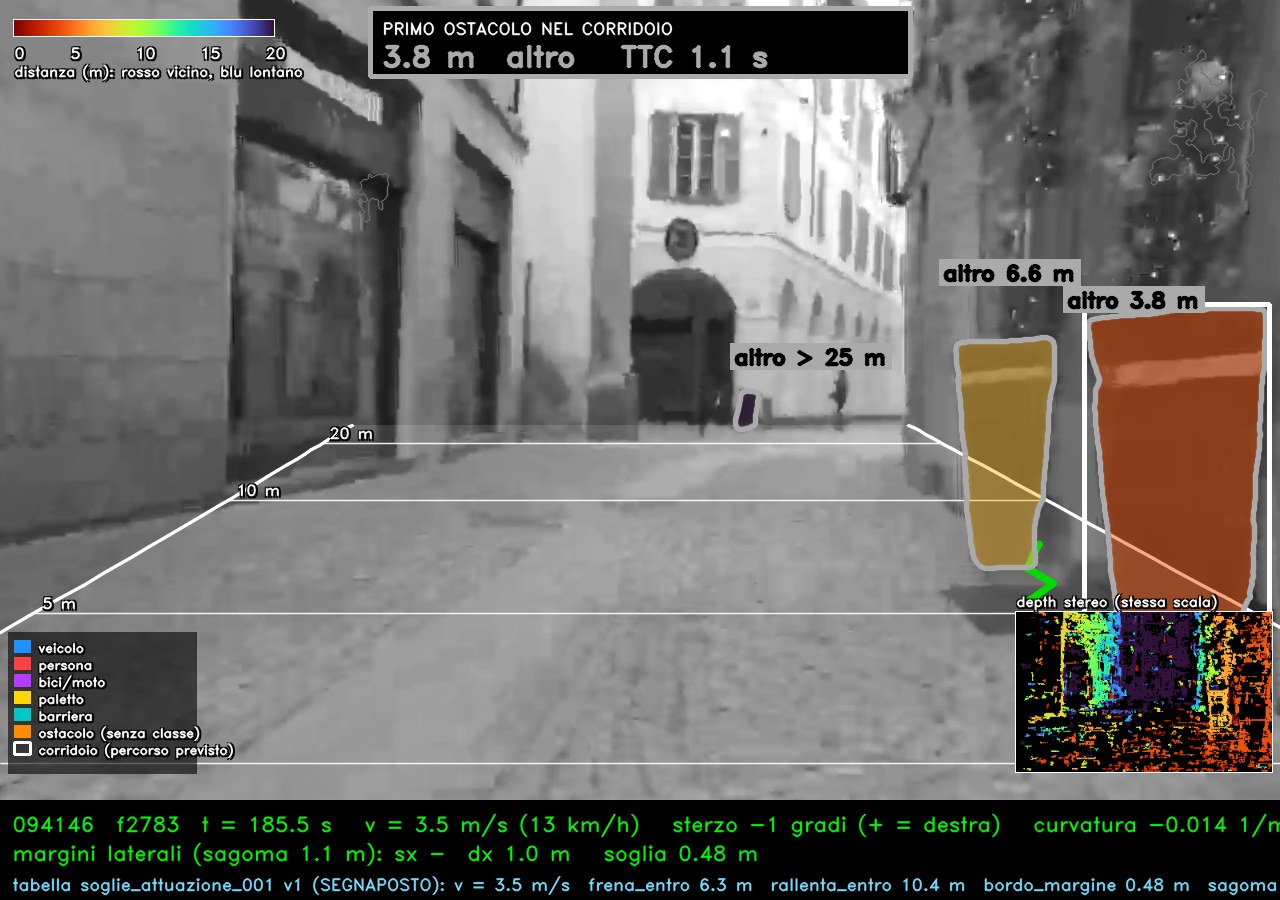 PRIMO OSTACOLO NEL CORRIDOIO
3.8 m altro TTC 1.1 s
0 5 10 15 20
distanza (m): rosso vicino, blu lontano
altro 6.6 m
altro 3.8 m
altro > 25 m
20 m
10 m
5 m
depth stereo (stessa scala)
veicolo
persona
bici/moto
paletto
barriera
ostacolo (senza classe)
corridoio (percorso previsto)
094146 f2783 t = 185.5 s v = 3.5 m/s (13 km/h) sterzo −1 gradi (+ = destra) curvatura −0.014 1/m
margini laterali (sagoma 1.1 m): sx − dx 1.0 m soglia 0.48 m
tabella soglie_attuazione_001 v1 (SEGNAPOSTO): v = 3.5 m/s frena_entro 6.3 m rallenta_entro 10.4 m bordo_margine 0.48 m sagoma